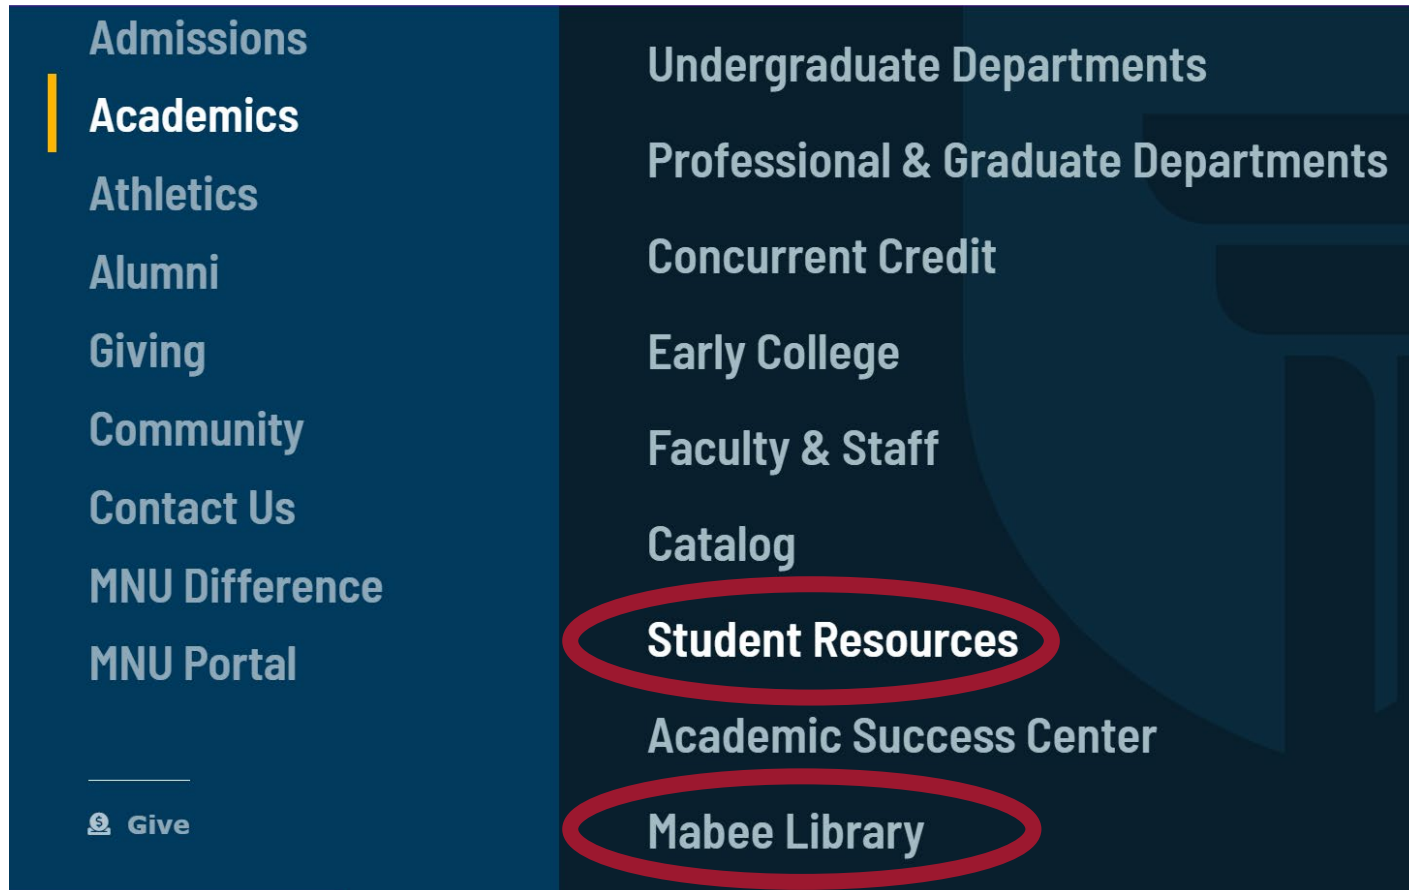 Admissions
Academics
Athletics
Alumni
Giving
Community
Contact Us
MNU Difference
MNU Portal
Give
Undergraduate Departments
Professional & Graduate Departments
Concurrent Credit
Early College
Faculty & Staff
Catalog
Student Resources
Academic Success Center
Mabee Library